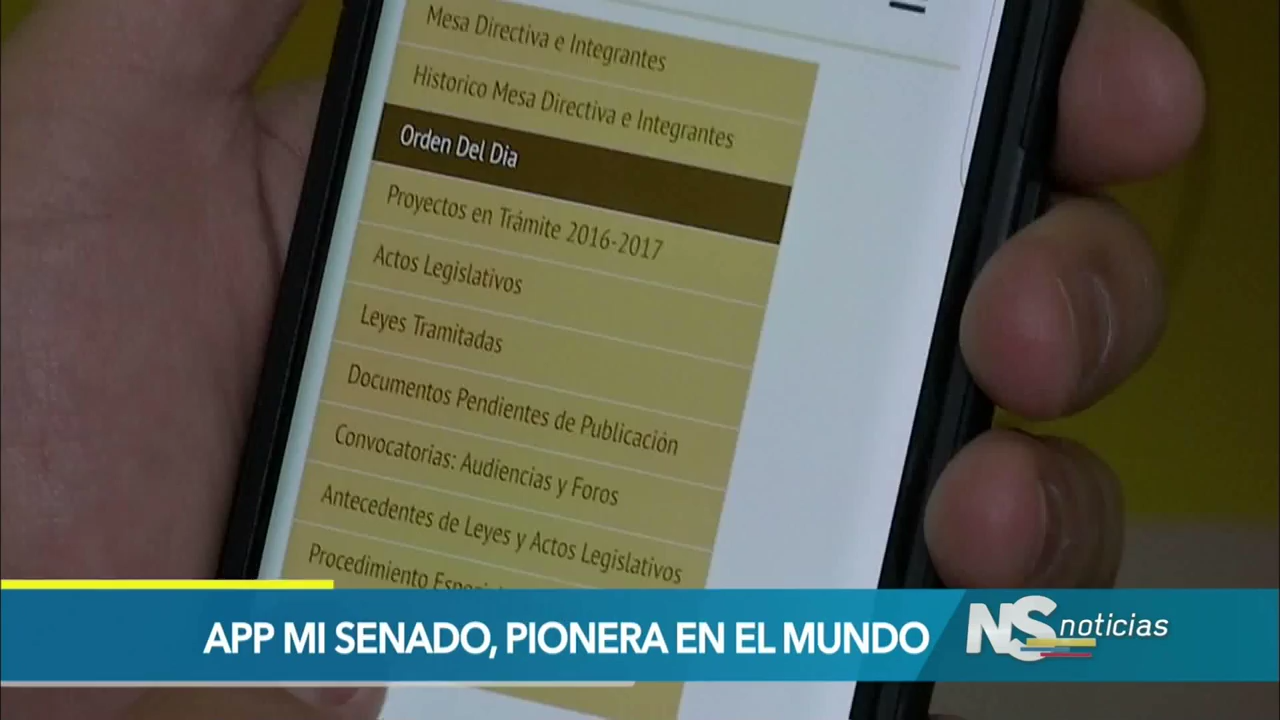 Mesa Directiva e Integrantes
Historico Mesa Directiva e Integrantes
Orden Del Dia
Proyectos en Trámite 2016-2017
Actos Legislativos
Leyes Tramitadas
Documentos Pendientes de Publicación
Convocatorias: Audiencias y Foros
Antecedentes de Leyes y Actos Legislativos
Procedimiento
APP MI SENADO, PIONERA EN EL MUNDO
NS noticias